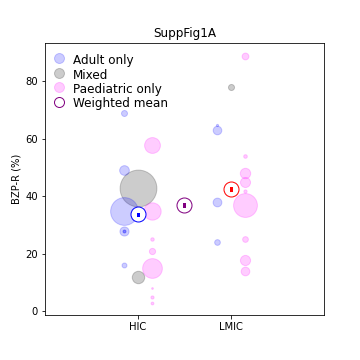 SuppFig1A
Adult only
Mixed
Paediatric only
Weighted mean
BZP-R (%)
80
60
40
20
0
HIC LMIC